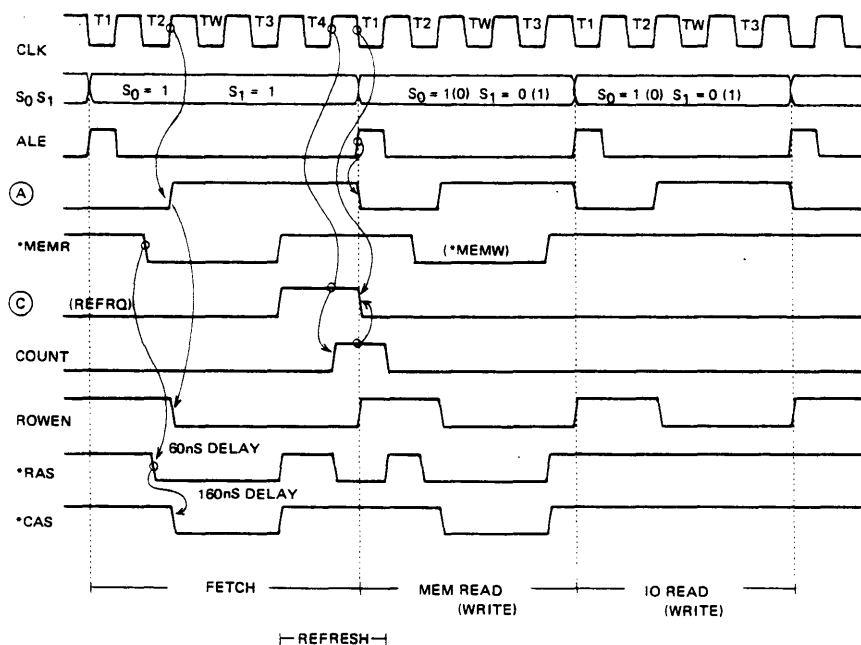 T1 T2 TW T3 T4 T1 T2 TW T3 T1 T2 TW T3
CLK
S0 S1 S0 = 1 S1 = 1 S0 = 1(0) S1 = 0 (1) S0 = 1 (0) S1 = 0 (1)
ALE
A
*MEMR (*MEMW)
C (REFRQ)
COUNT
ROWEN
60nS DELAY
*RAS
160nS DELAY
*CAS
FETCH MEM READ IO READ
(WRITE) (WRITE)
REFRESH